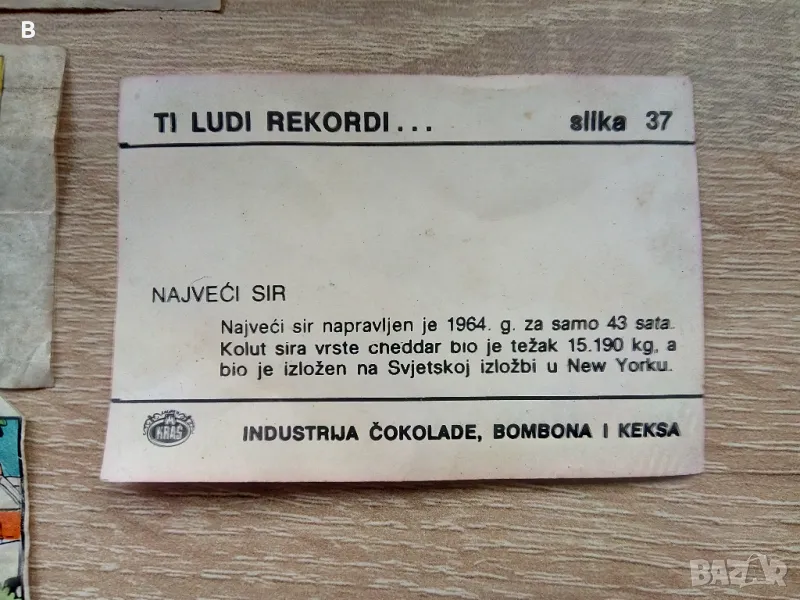 B
TI LUDI REKORDI... slika 37
NAJVEĆI SIR
Najveći sir napravljen je 1964. g. za samo 43 sata.
Kolut sira vrste cheddar bio je težak 15.190 kg, a
bio je izložen na Svjetskoj izložbi u New Yorku.
KRAŠ
INDUSTRIJA ČOKOLADE, BOMBONA I KEKSA
BAZAR